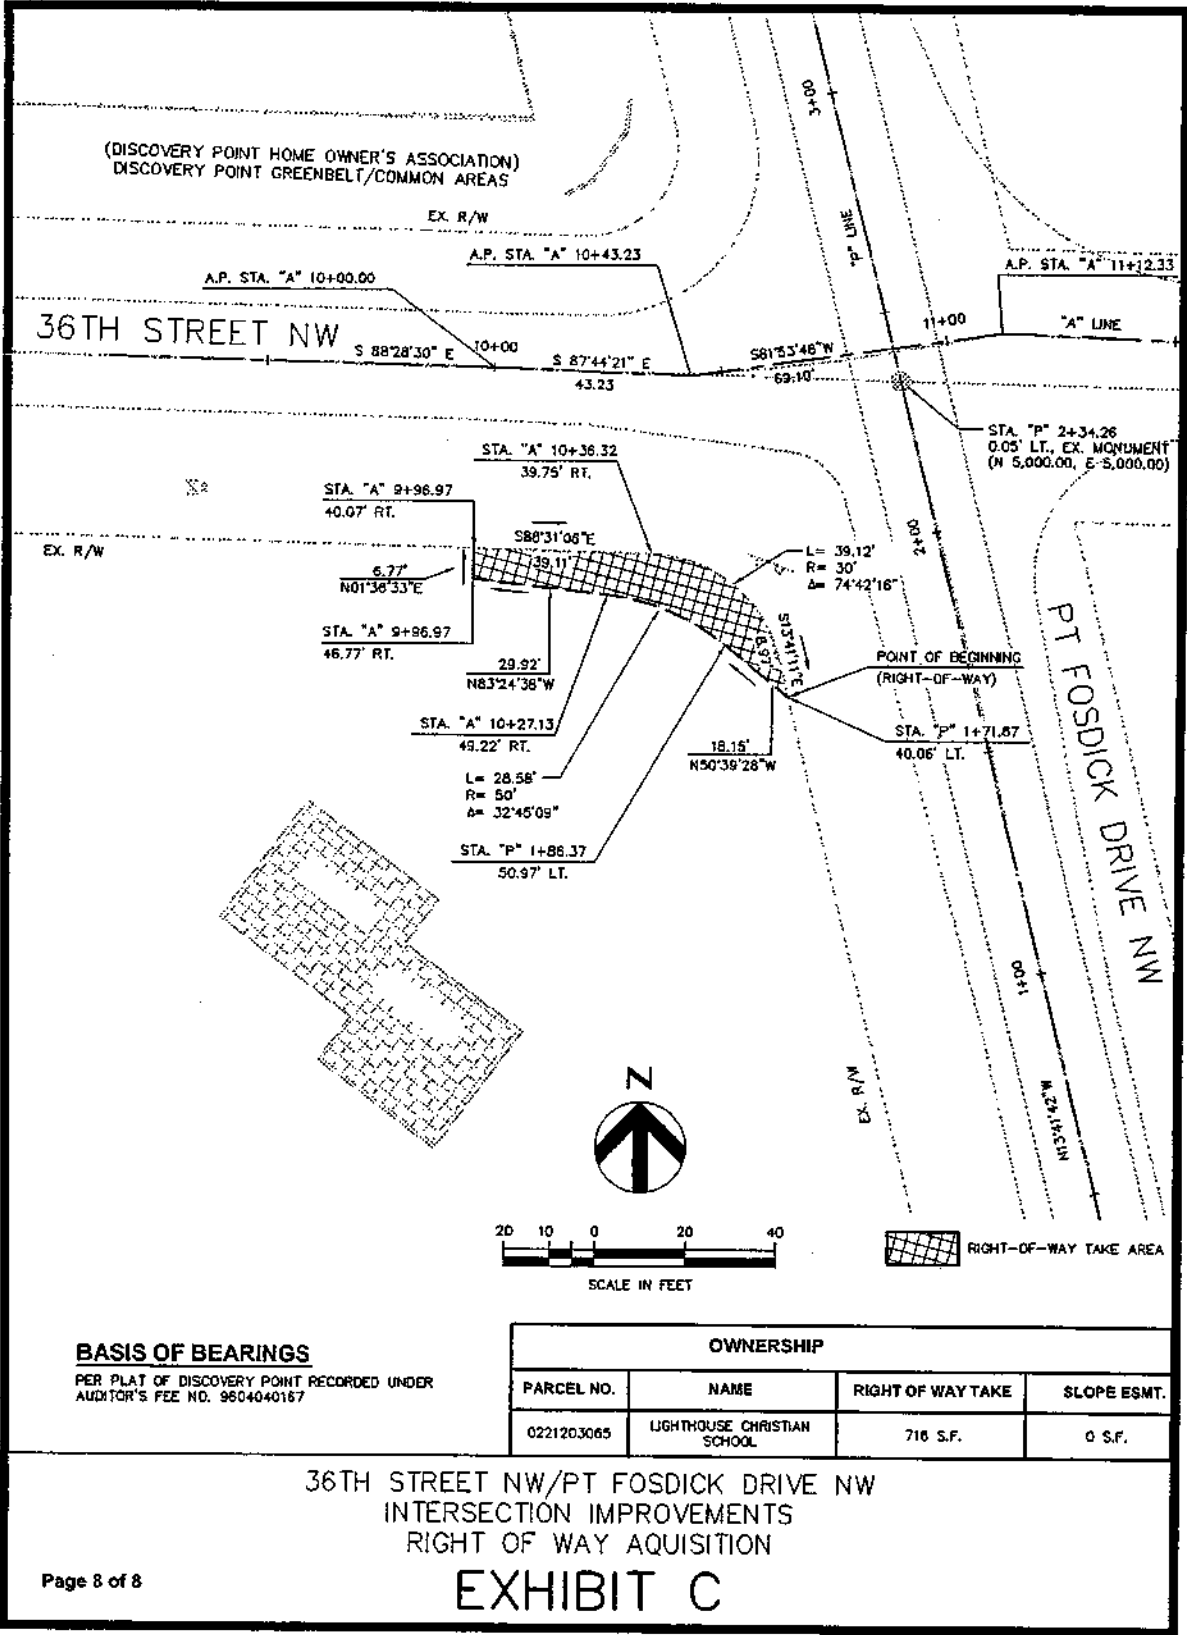 3+00
(DISCOVERY POINT HOME OWNER'S ASSOCIATION)
DISCOVERY POINT GREENBELT/COMMON AREAS
EX. R/W
"P" LINE
A.P. STA. "A" 10+43.23
A.P. STA. "A" 11+12.33
A.P. STA. "A" 10+00.00
11+00
"A" LINE
36TH STREET NW
S 88°28'30" E
10+00
S 87°44'21" E
43.23
S81°53'48"W
69.10'
STA. "P" 2+34.26
0.05' LT., EX. MONUMENT
(N 5,000.00, E 5,000.00)
STA. "A" 10+36.32
39.75' RT.
STA. "A" 9+96.97
40.07' RT.
2+00
EX. R/W
S88°31'06"E
39.11'
L= 39.12'
R= 30'
Δ= 74°42'16"
6.77'
N01°38'33"E
S13°41'11"E
8.97'
STA. "A" 9+96.97
46.77' RT.
POINT OF BEGINNING
(RIGHT-OF-WAY)
29.92'
N83°24'38"W
STA. "A" 10+27.13
49.22' RT.
STA. "P" 1+71.87
40.06' LT.
18.15'
N50°39'28"W
PT FOSDICK DRIVE NW
L= 28.58'
R= 50'
Δ= 32°45'09"
STA. "P" 1+86.37
50.97' LT.
1+00
EX. R/W
N13°41'42"W
N
20 10 0 20 40
SCALE IN FEET
RIGHT-OF-WAY TAKE AREA
BASIS OF BEARINGS
PER PLAT OF DISCOVERY POINT RECORDED UNDER
AUDITOR'S FEE NO. 9604040167
OWNERSHIP
PARCEL NO. NAME RIGHT OF WAY TAKE SLOPE ESMT.
0221203065 LIGHTHOUSE CHRISTIAN SCHOOL 716 S.F. 0 S.F.
36TH STREET NW/PT FOSDICK DRIVE NW
INTERSECTION IMPROVEMENTS
RIGHT OF WAY AQUISITION
Page 8 of 8
EXHIBIT C